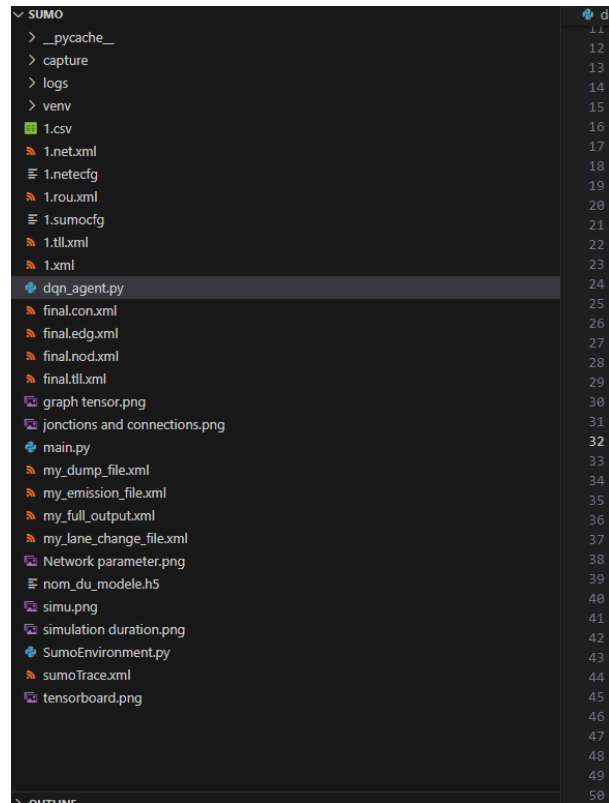 SUMO
__pycache__
capture
logs
venv
1.csv
1.net.xml
1.netecfg
1.rou.xml
1.sumocfg
1.tll.xml
1.xml
dqn_agent.py
final.con.xml
final.edg.xml
final.nod.xml
final.tll.xml
graph tensor.png
jonctions and connections.png
main.py
my_dump_file.xml
my_emission_file.xml
my_full_output.xml
my_lane_change_file.xml
Network parameter.png
nom_du_modele.h5
simu.png
simulation duration.png
SumoEnvironment.py
sumoTrace.xml
tensorboard.png
OUTLINE
d
11
12
13
14
15
16
17
18
19
20
21
22
23
24
25
26
27
28
29
30
31
32
33
34
35
36
37
38
39
40
41
42
43
44
45
46
47
48
49
50